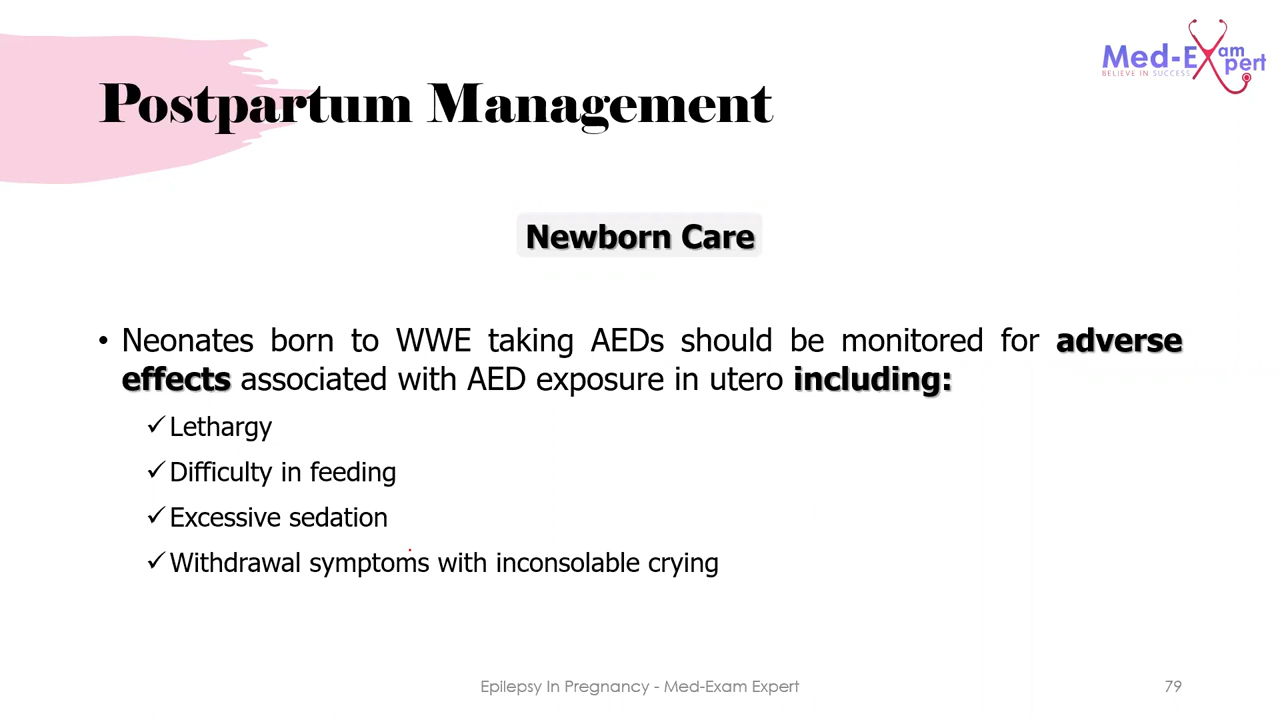 Med-Exam Expert
BELIEVE IN SUCCESS
Postpartum Management
Newborn Care
• Neonates born to WWE taking AEDs should be monitored for adverse
effects associated with AED exposure in utero including:
✓ Lethargy
✓ Difficulty in feeding
✓ Excessive sedation
✓ Withdrawal symptoms with inconsolable crying
Epilepsy In Pregnancy - Med-Exam Expert
79